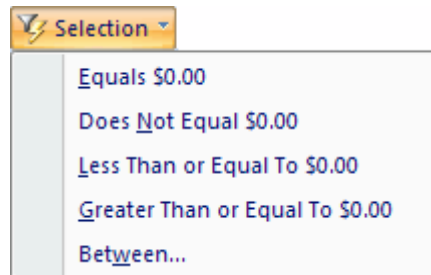 Selection
Equals $0.00
Does Not Equal $0.00
Less Than or Equal To $0.00
Greater Than or Equal To $0.00
Between...